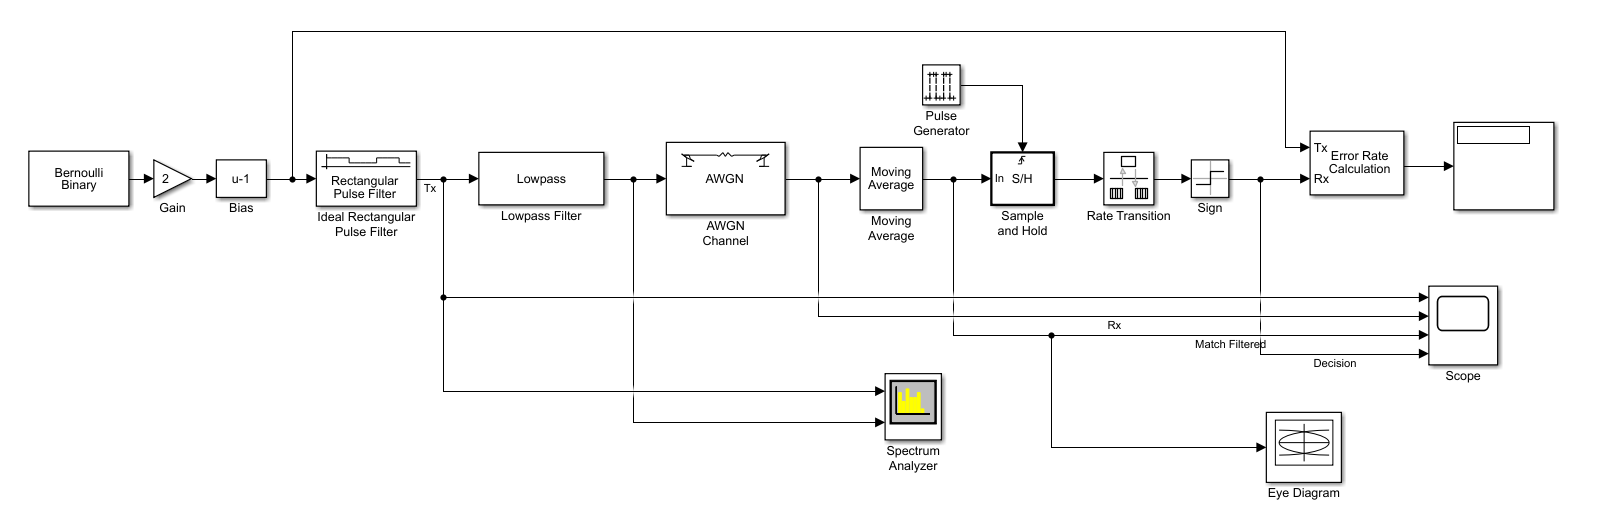 Pulse
Generator
Bernoulli
Binary
2
Gain
u-1
Bias
Rectangular
Pulse Filter
Ideal Rectangular
Pulse Filter
Tx
Lowpass
Lowpass Filter
AWGN
AWGN
Channel
Moving
Average
Moving
Average
In
S/H
Sample
and Hold
Rate Transition
Sign
Tx
Rx
Error Rate
Calculation
Rx
Match Filtered
Decision
Scope
Spectrum
Analyzer
Eye Diagram